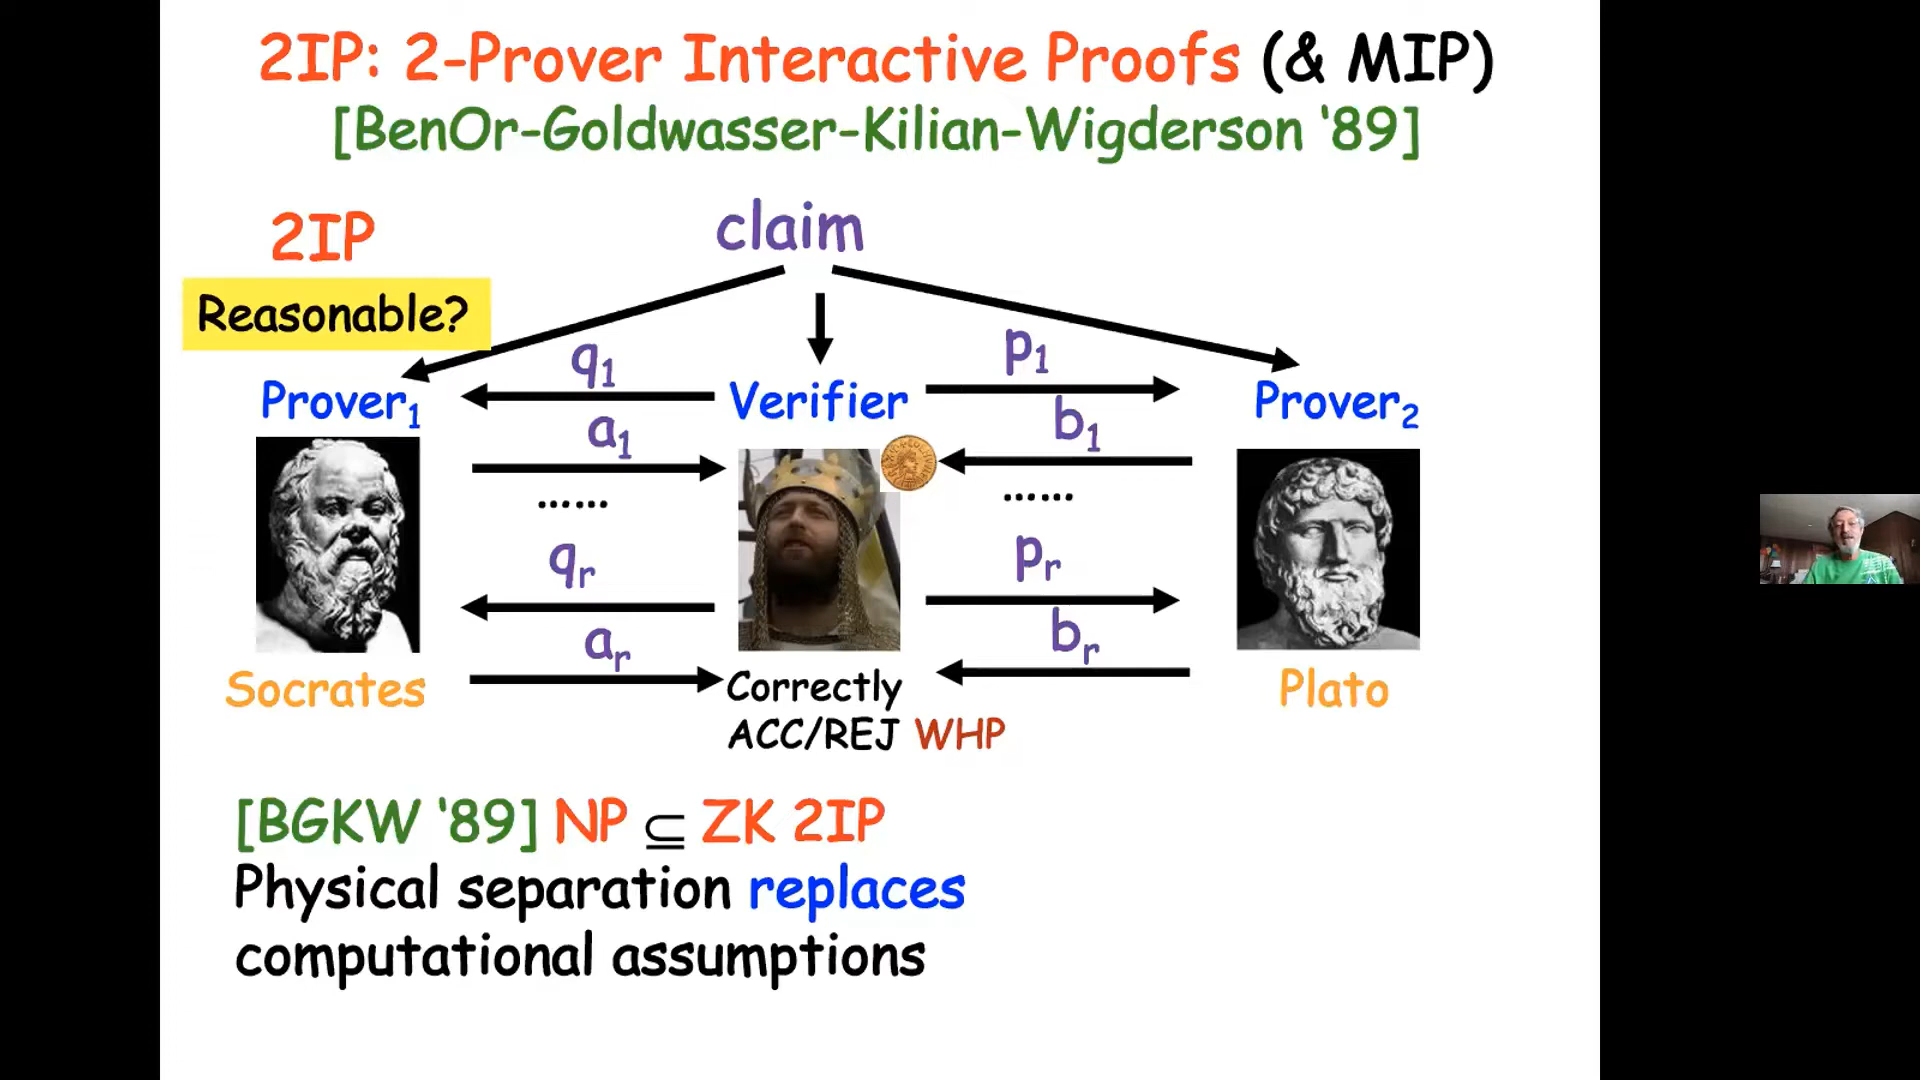 2IP: 2-Prover Interactive Proofs (& MIP)
[BenOr-Goldwasser-Kilian-Wigderson ‘89]
2IP
claim
Reasonable?
q1
p1
Prover1
Verifier
Prover2
a1
b1
......
......
qr
pr
ar
br
Socrates
Correctly
ACC/REJ WHP
Plato
[BGKW ‘89] NP ⊆ ZK 2IP
Physical separation replaces
computational assumptions